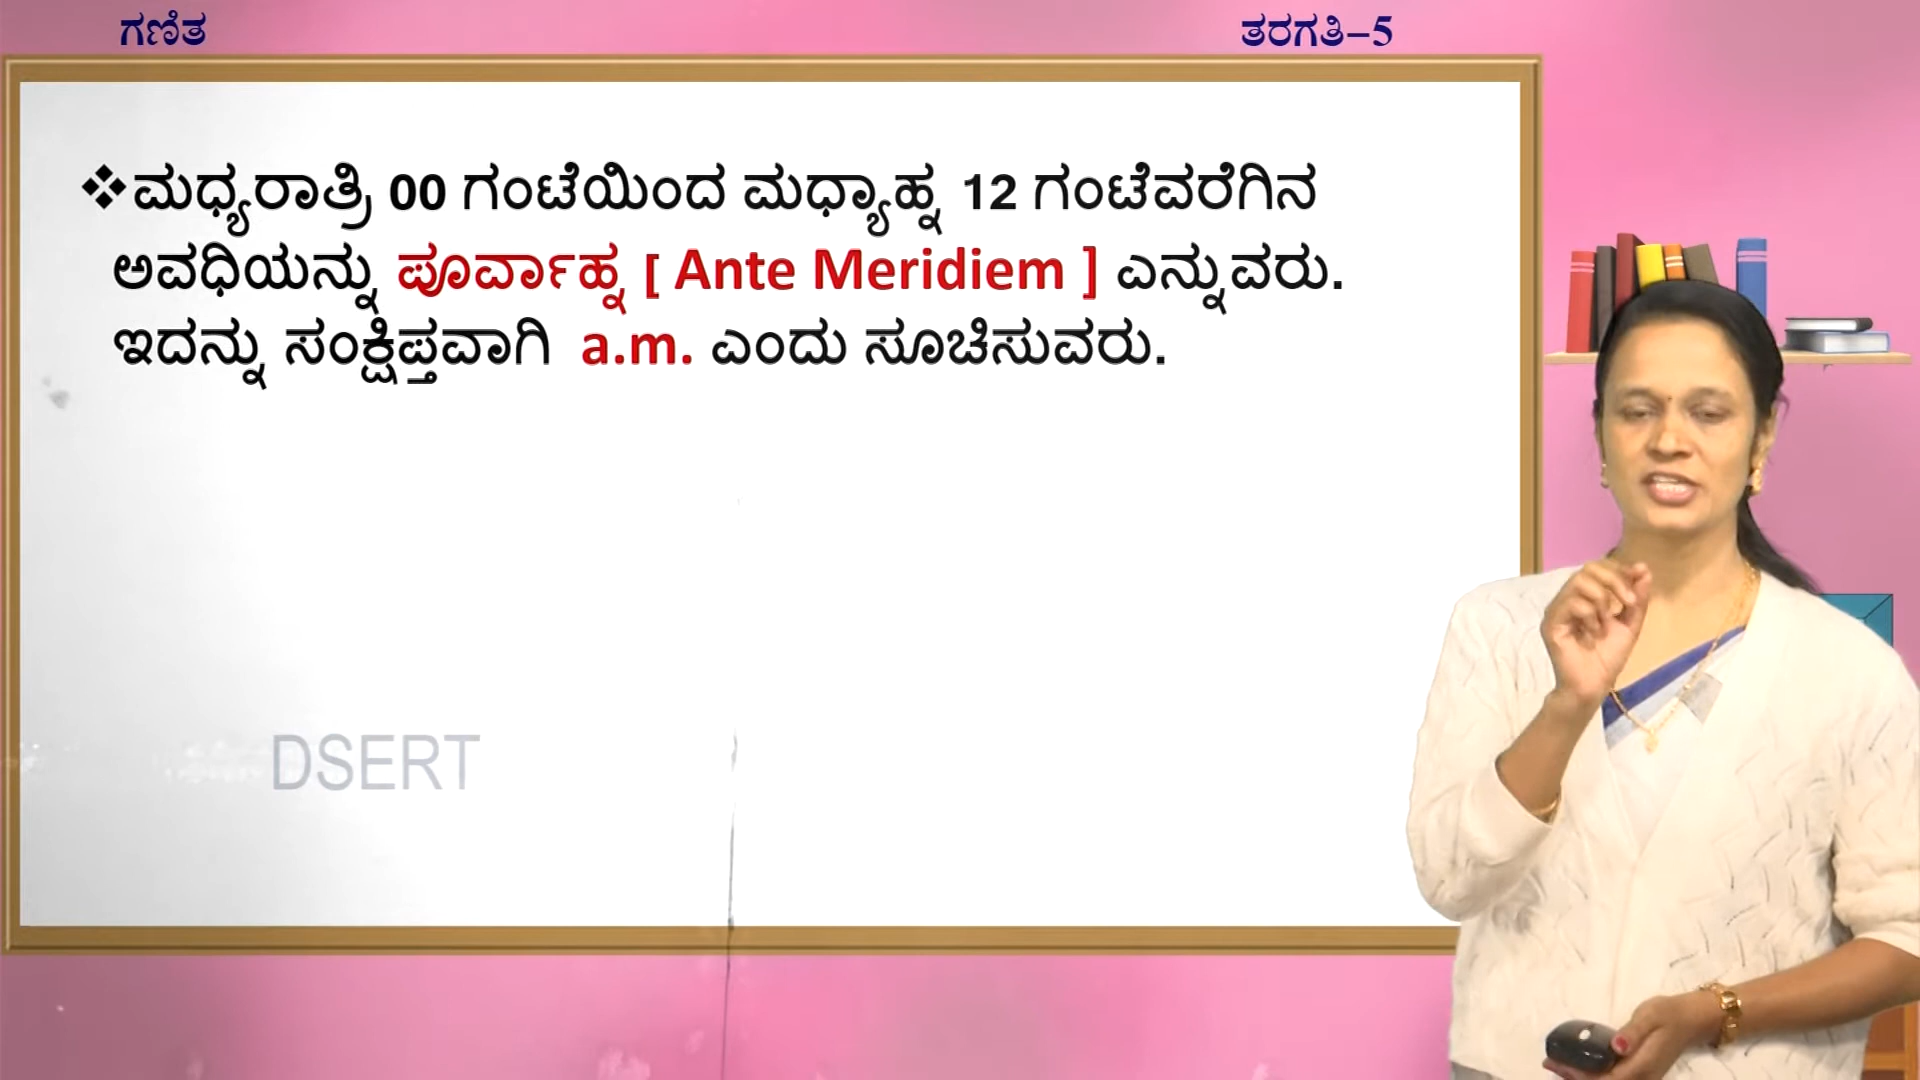 ಗಣಿತ
ತರಗತಿ–5
❖ಮಧ್ಯರಾತ್ರಿ 00 ಗಂಟೆಯಿಂದ ಮಧ್ಯಾಹ್ನ 12 ಗಂಟೆವರೆಗಿನ
ಅವಧಿಯನ್ನು ಪೂರ್ವಾಹ್ನ [ Ante Meridiem ] ಎನ್ನುವರು.
ಇದನ್ನು ಸಂಕ್ಷಿಪ್ತವಾಗಿ a.m. ಎಂದು ಸೂಚಿಸುವರು.
DSERT